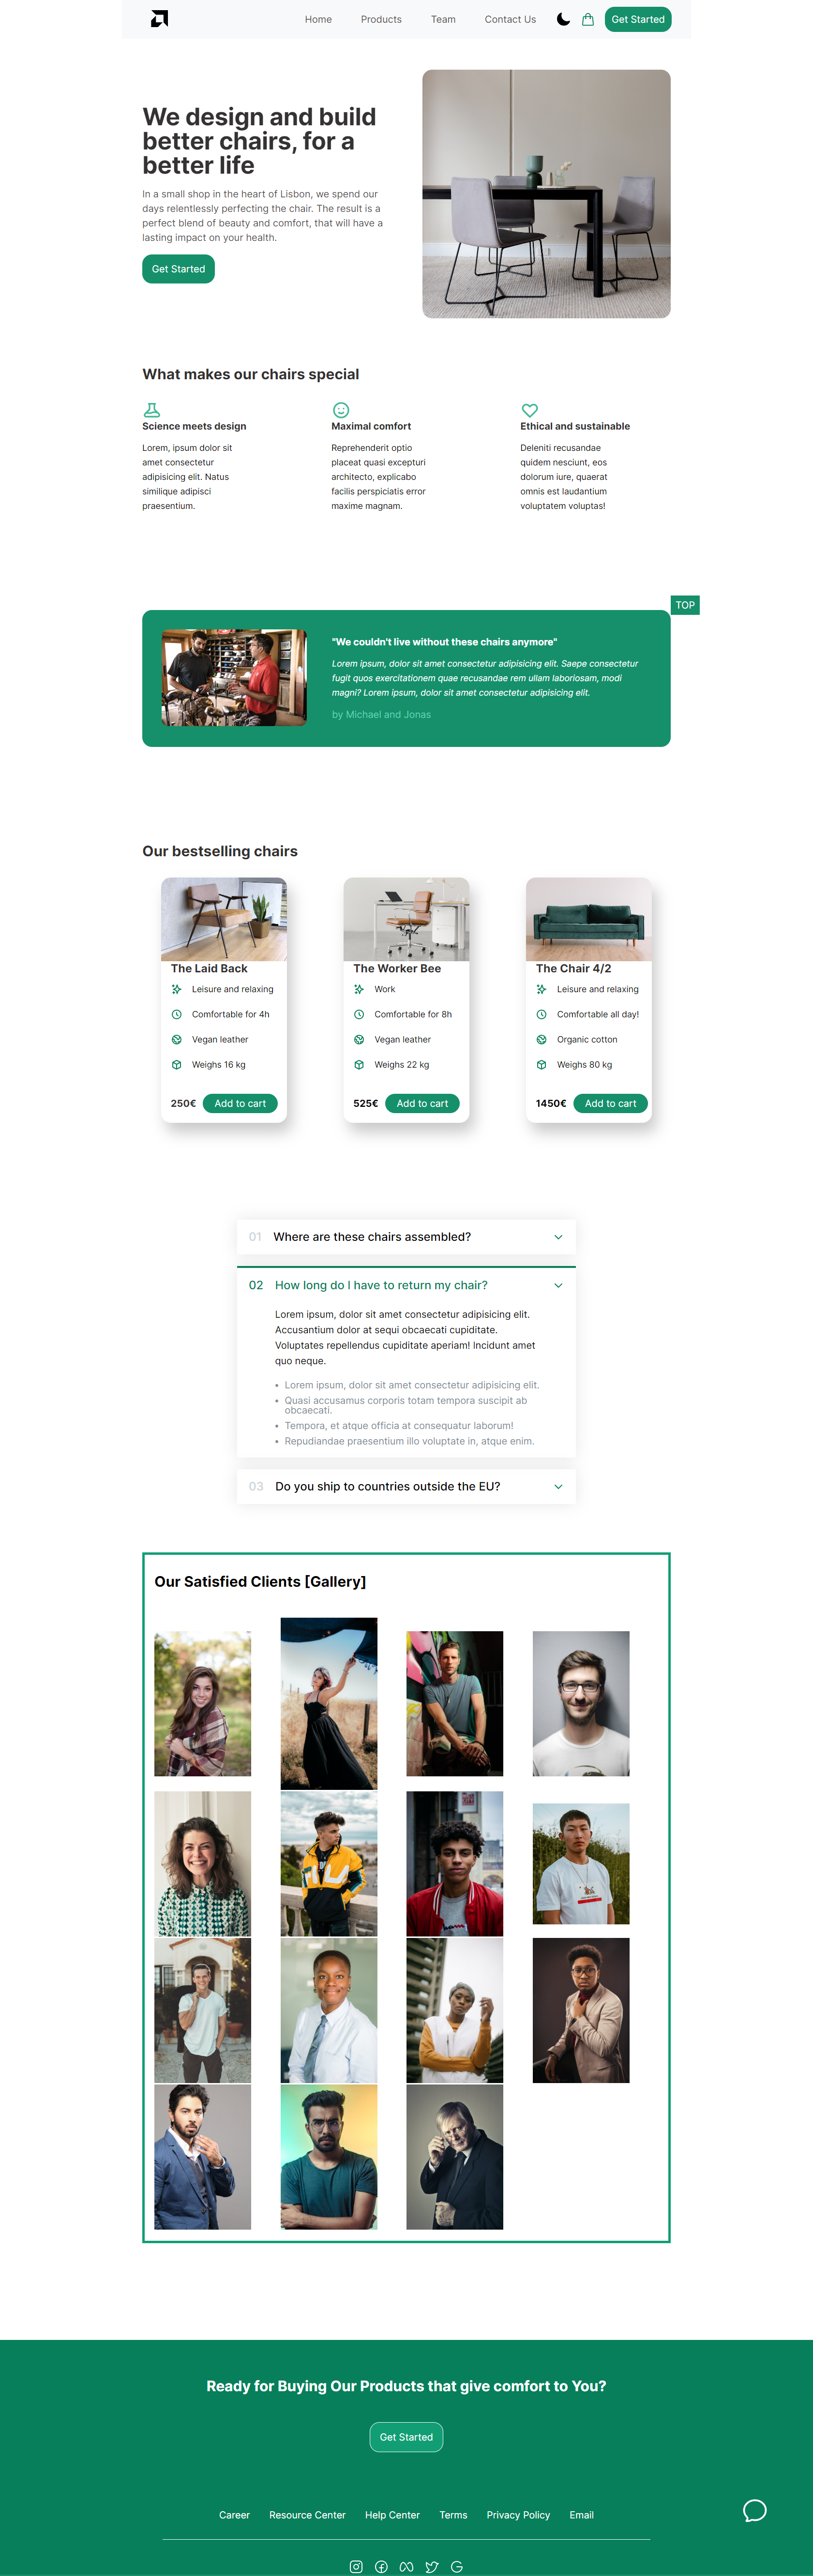 Home Products Team Contact Us Get Started
We design and build
better chairs, for a
better life
In a small shop in the heart of Lisbon, we spend our
days relentlessly perfecting the chair. The result is a
perfect blend of beauty and comfort, that will have a
lasting impact on your health.
Get Started
What makes our chairs special
Science meets design
Lorem, ipsum dolor sit
amet consectetur
adipisicing elit. Natus
similique adipisci
praesentium.
Maximal comfort
Reprehenderit optio
placeat quasi excepturi
architecto, explicabo
facilis perspiciatis error
maxime magnam.
Ethical and sustainable
Deleniti recusandae
quidem nesciunt, eos
dolorum iure, quaerat
omnis est laudantium
voluptatem voluptas!
TOP
"We couldn't live without these chairs anymore"
Lorem ipsum, dolor sit amet consectetur adipisicing elit. Saepe consectetur
fugit quos exercitationem quae recusandae rem ullam laboriosam, modi
magni? Lorem ipsum, dolor sit amet consectetur adipisicing elit.
by Michael and Jonas
Our bestselling chairs
The Laid Back
Leisure and relaxing
Comfortable for 4h
Vegan leather
Weighs 16 kg
250€ Add to cart
The Worker Bee
Work
Comfortable for 8h
Vegan leather
Weighs 22 kg
525€ Add to cart
The Chair 4/2
Leisure and relaxing
Comfortable all day!
Organic cotton
Weighs 80 kg
1450€ Add to cart
01 Where are these chairs assembled?
02 How long do I have to return my chair?
Lorem ipsum, dolor sit amet consectetur adipisicing elit.
Accusantium dolor at sequi obcaecati cupiditate.
Voluptates repellendus cupiditate aperiam! Incidunt amet
quo neque.
• Lorem ipsum, dolor sit amet consectetur adipisicing elit.
• Quasi accusamus corporis totam tempora suscipit ab
obcaecati.
• Tempora, et atque officia at consequatur laborum!
• Repudiandae praesentium illo voluptate in, atque enim.
03 Do you ship to countries outside the EU?
Our Satisfied Clients [Gallery]
Ready for Buying Our Products that give comfort to You?
Get Started
Career Resource Center Help Center Terms Privacy Policy Email